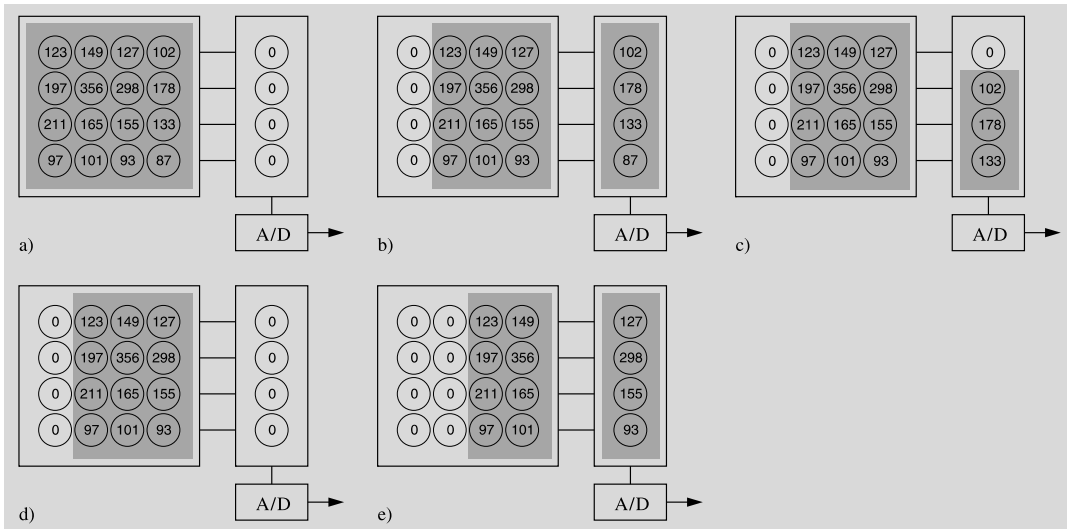 123 149 127 102 0
197 356 298 178 0
211 165 155 133 0
97 101 93 87 0
A/D
a)
0 123 149 127 102
0 197 356 298 178
0 211 165 155 133
0 97 101 93 87
A/D
b)
0 123 149 127 0
0 197 356 298 102
0 211 165 155 178
0 97 101 93 133
A/D
c)
0 123 149 127 0
0 197 356 298 0
0 211 165 155 0
0 97 101 93 0
A/D
d)
0 0 123 149 127
0 0 197 356 298
0 0 211 165 155
0 0 97 101 93
A/D
e)